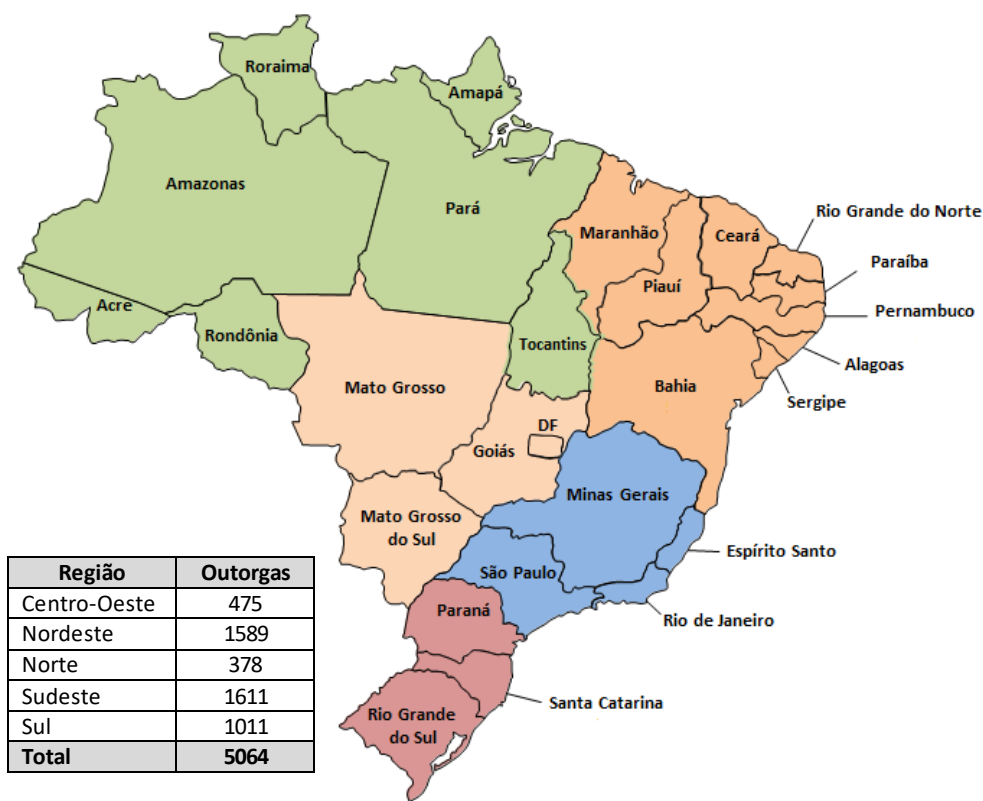 Roraima
Amapá
Amazonas
Pará
Rio Grande do Norte
Maranhão
Ceará
Paraíba
Piauí
Pernambuco
Acre
Rondônia
Tocantins
Alagoas
Mato Grosso
Bahia
Sergipe
DF
Goiás
Minas Gerais
Mato Grosso
do Sul
Espírito Santo
São Paulo
Paraná
Rio de Janeiro
Santa Catarina
Rio Grande
do Sul
Região Outorgas
Centro-Oeste 475
Nordeste 1589
Norte 378
Sudeste 1611
Sul 1011
Total 5064